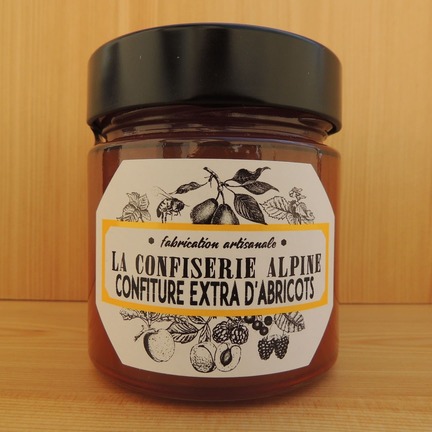 fabrication artisanale
LA CONFISERIE ALPINE
CONFITURE EXTRA D'ABRICOTS